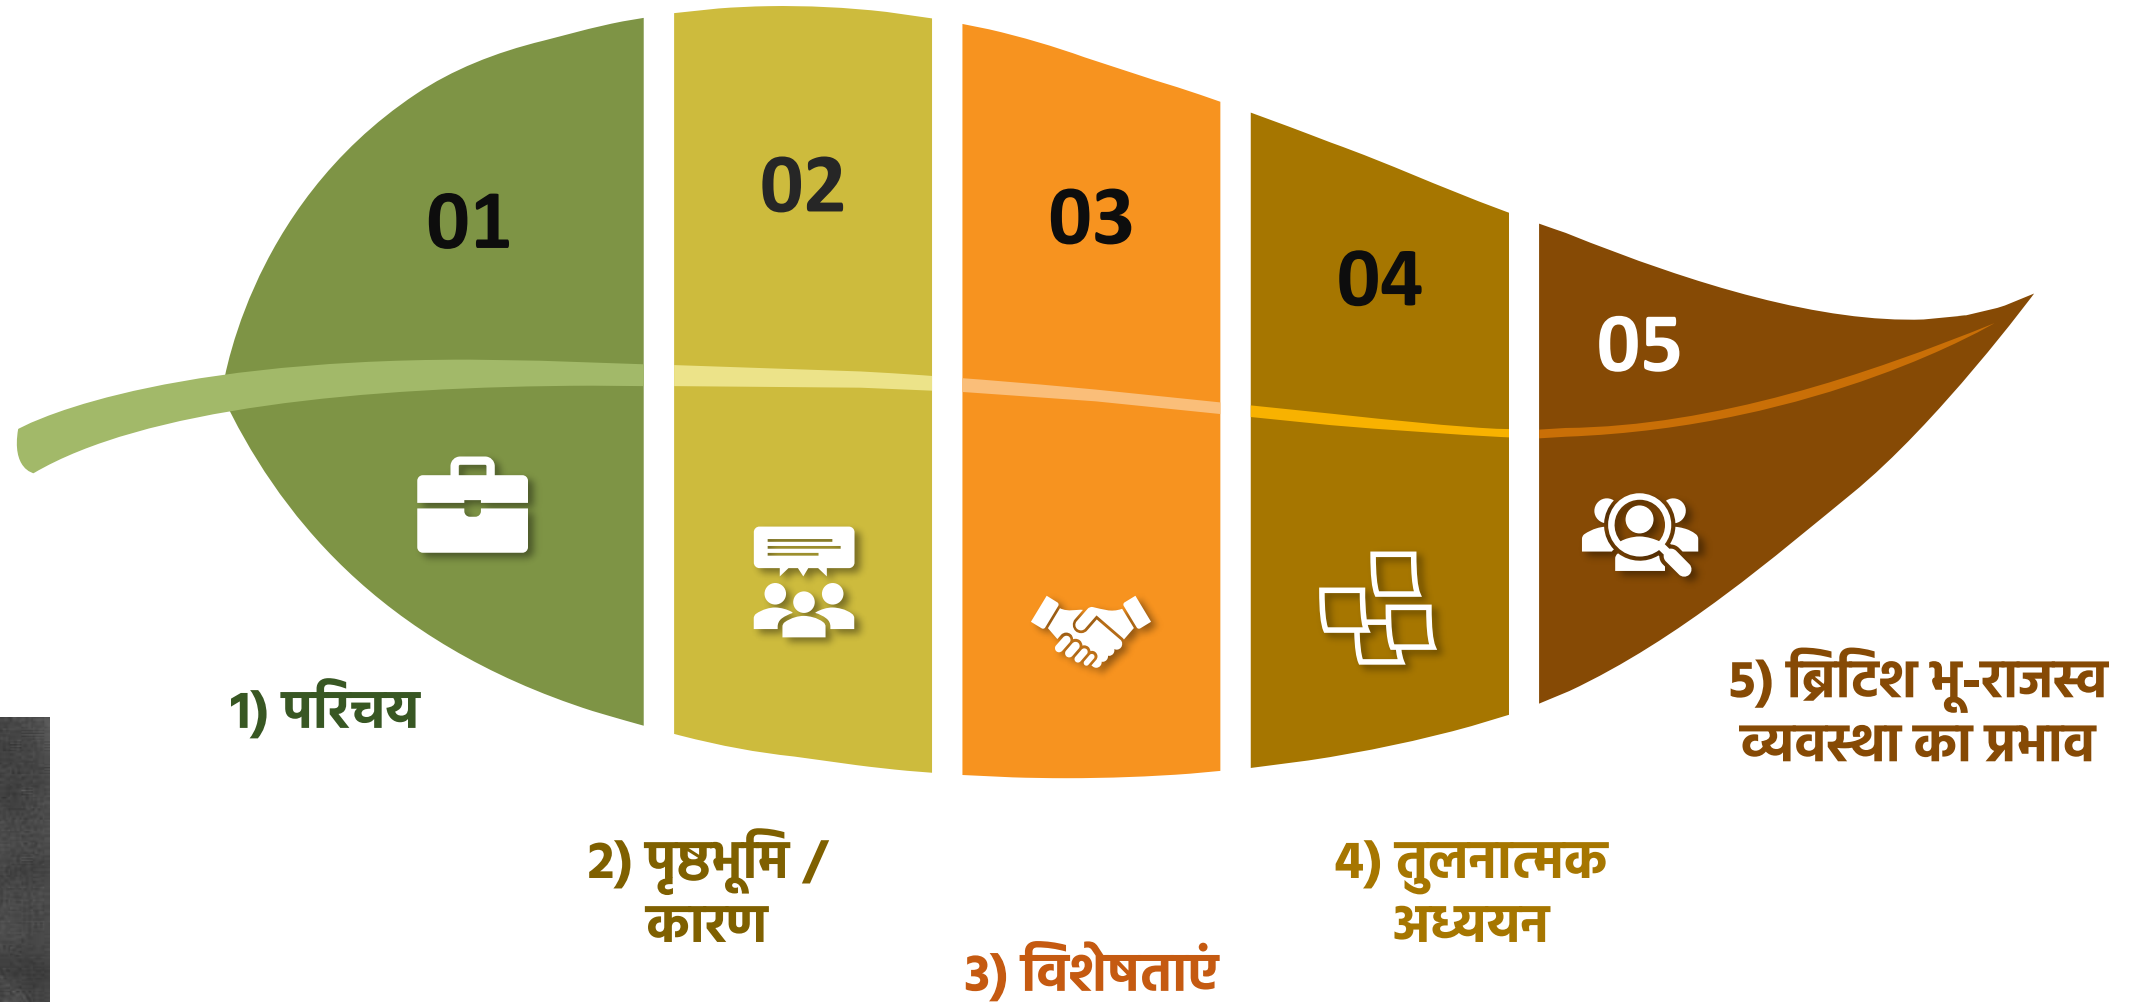 01
02
03
04
05
1) परिचय
2) पृष्ठभूमि /
कारण
3) विशेषताएं
4) तुलनात्मक
अध्ययन
5) ब्रिटिश भू-राजस्व
व्यवस्था का प्रभाव